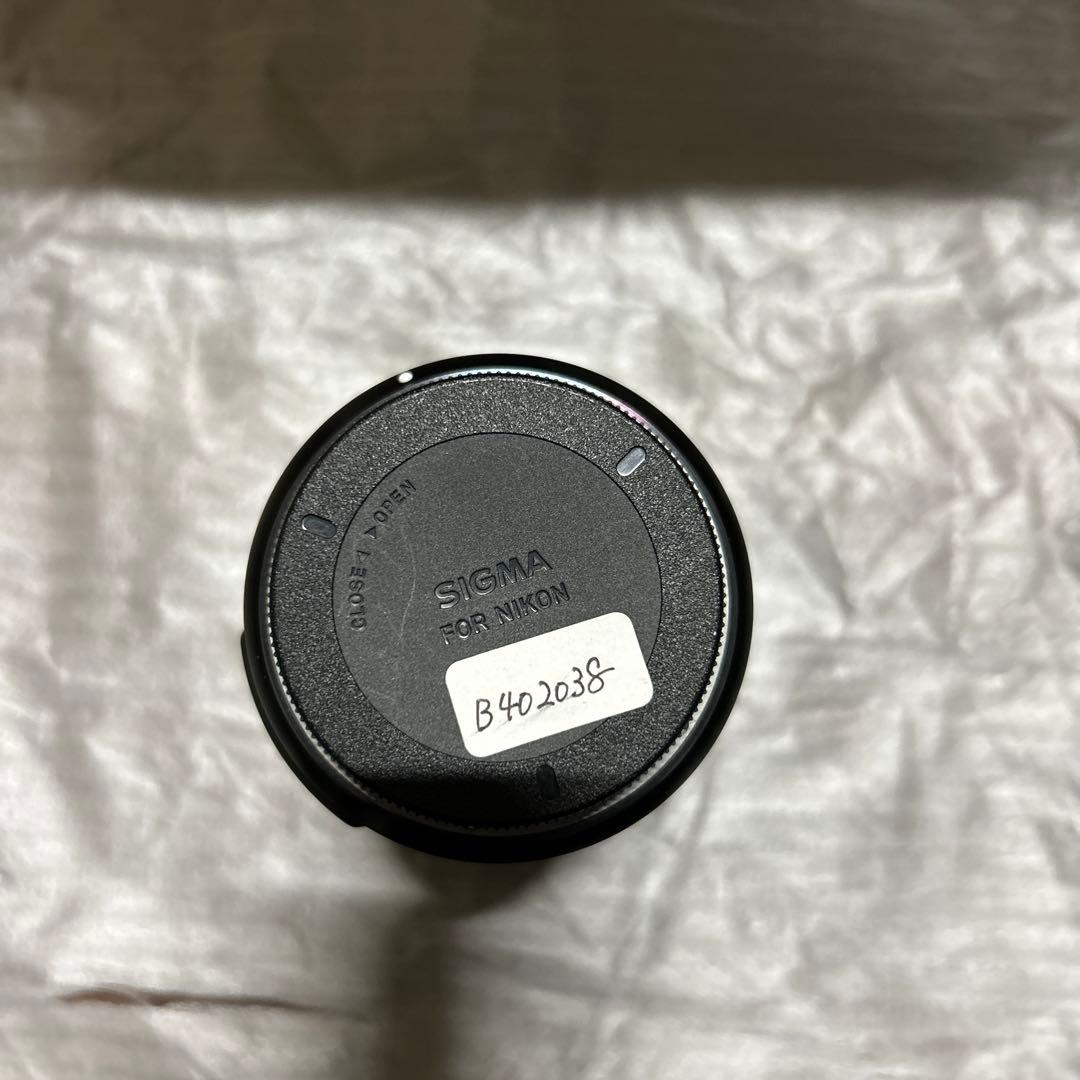 CLOSE ┐ ➤ OPEN
SIGMA
FOR NIKON
B402038